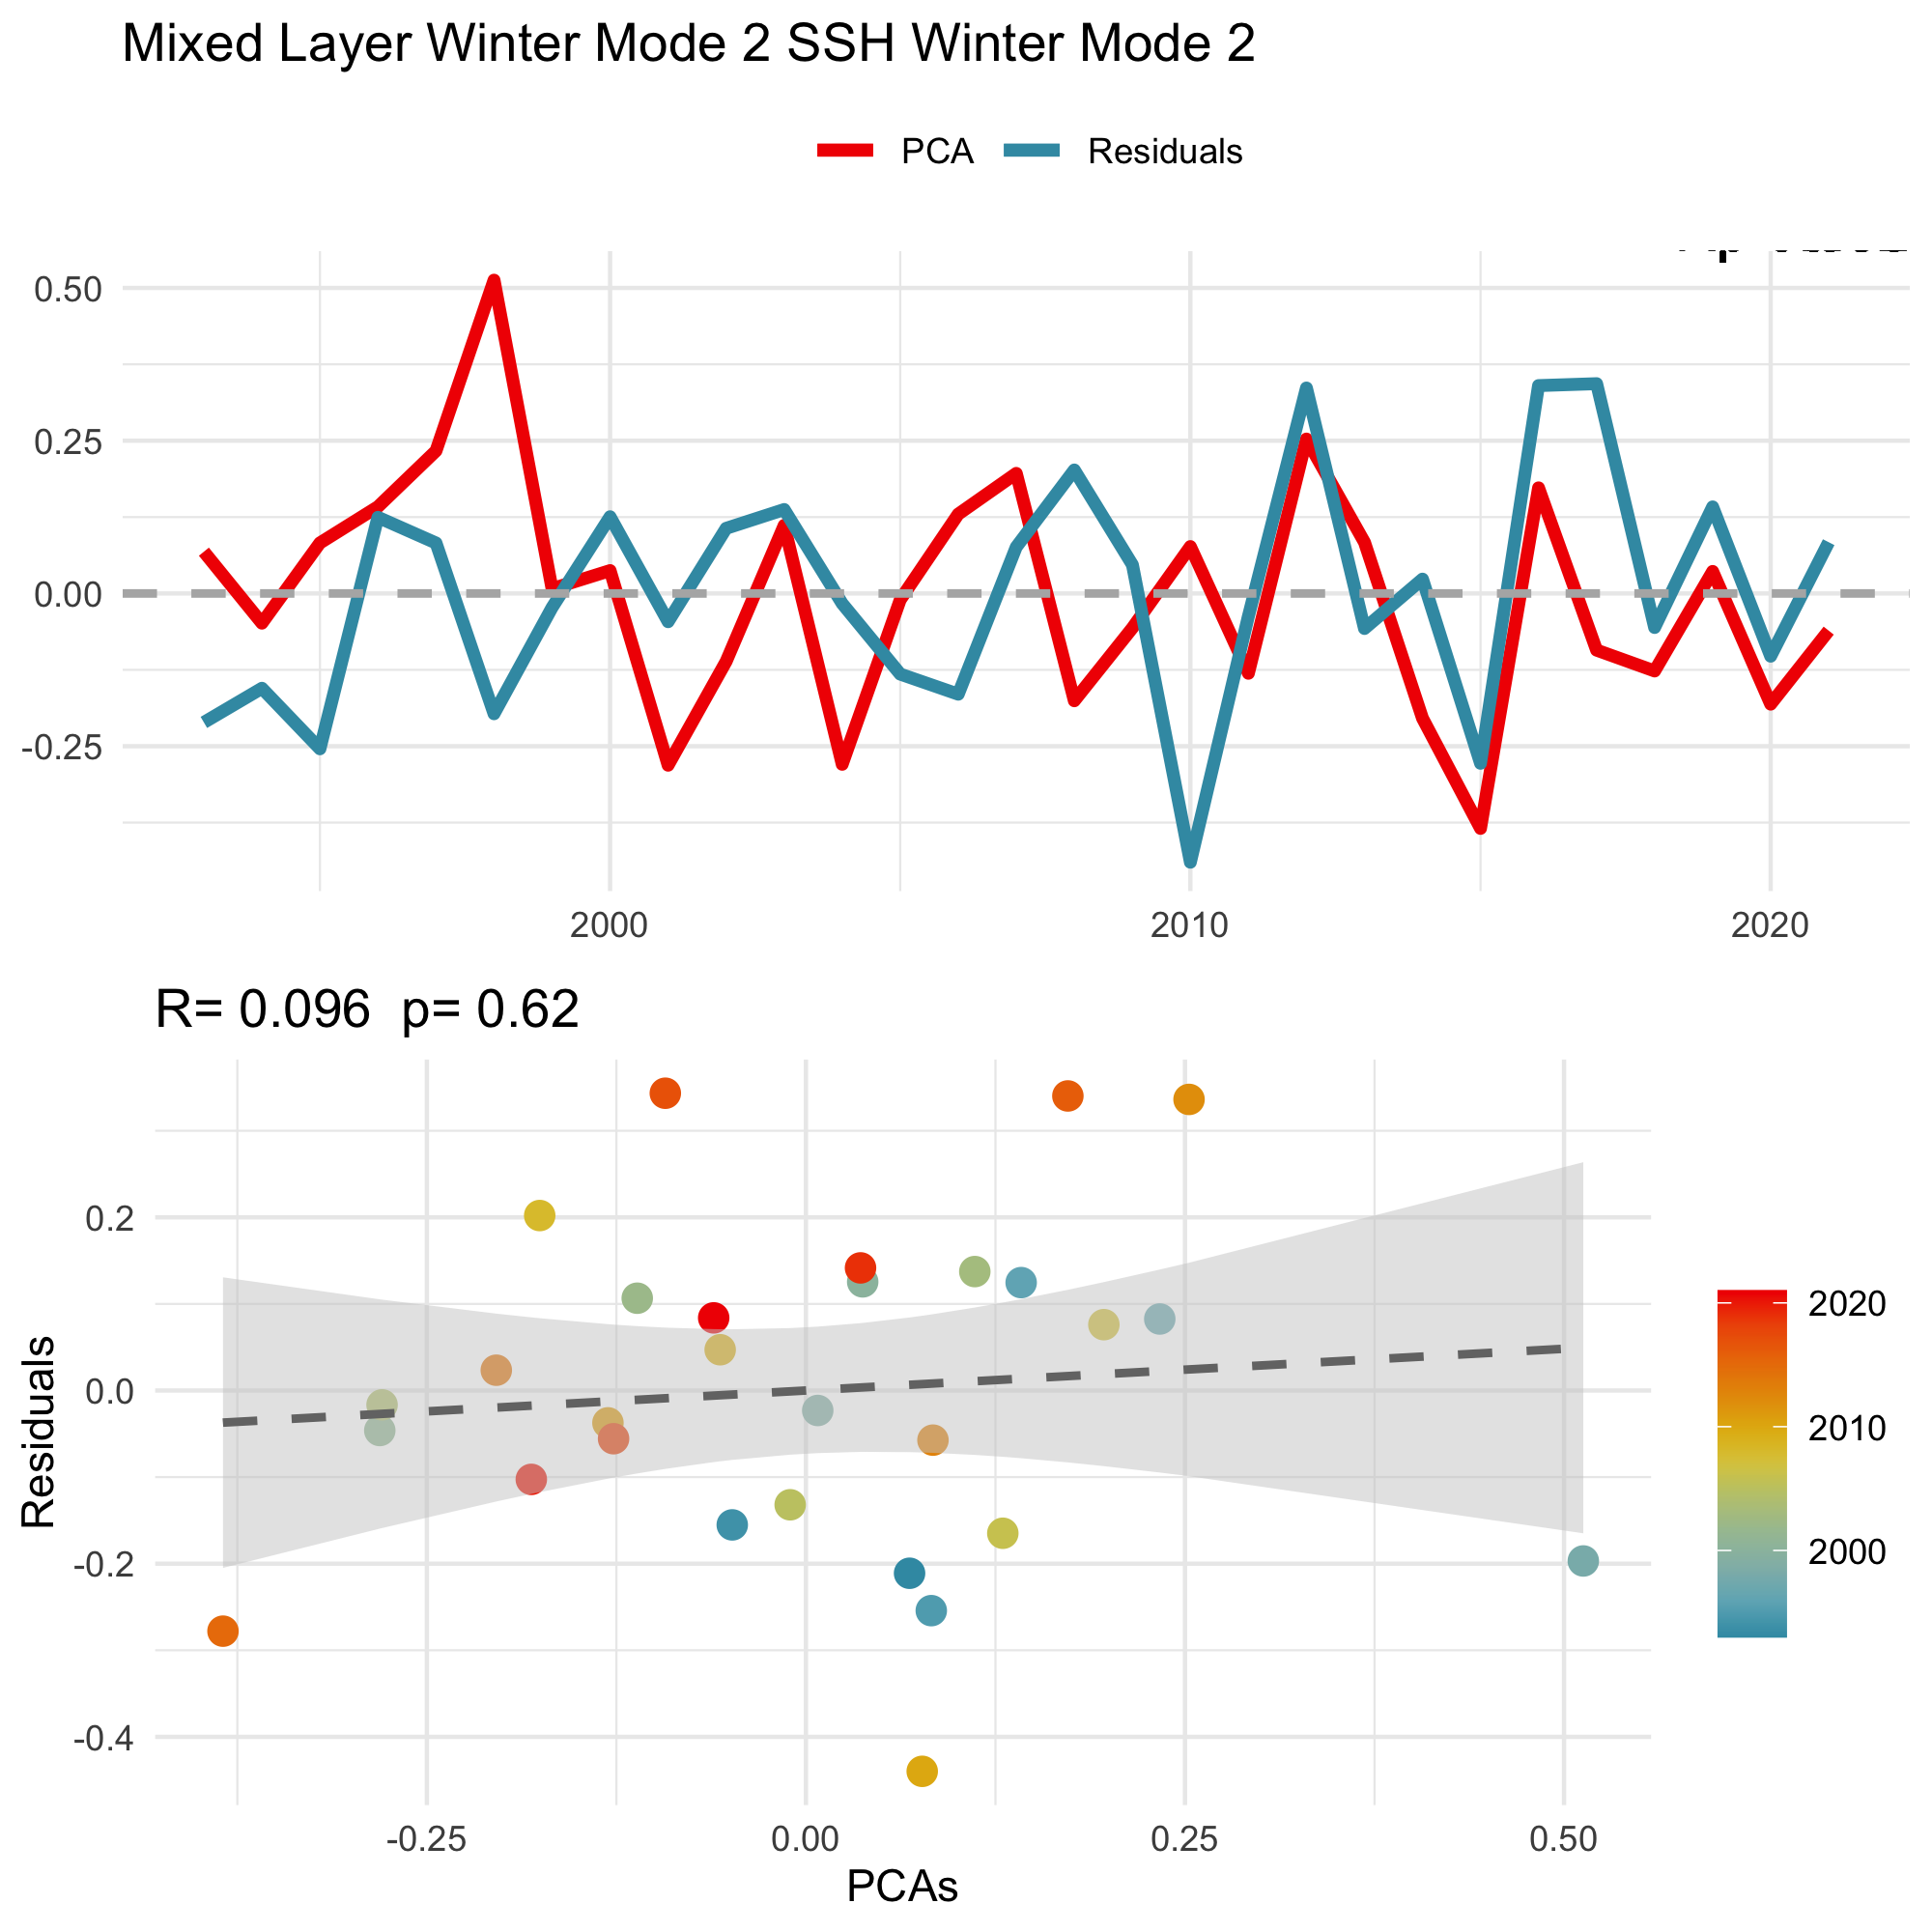 Mixed Layer Winter Mode 2 SSH Winter Mode 2
PCA Residuals
0.50
0.25
0.00
-0.25
2000 2010 2020
R= 0.096 p= 0.62
Residuals
0.2
0.0
-0.2
-0.4
-0.25 0.00 0.25 0.50
PCAs
2020
2010
2000